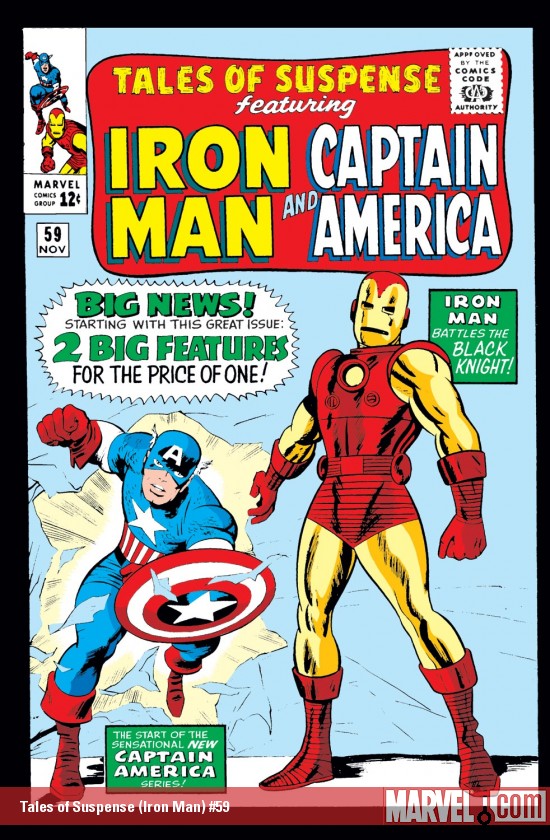 APPROVED
BY THE
COMICS
CODE
CA
AUTHORITY
TALES OF SUSPENSE
featuring
IRON
MAN
AND
CAPTAIN
AMERICA
MARVEL
COMICS
GROUP
12¢
59
NOV
BIG NEWS!
STARTING WITH THIS GREAT ISSUE:
2 BIG FEATURES
FOR THE PRICE OF ONE!
IRON
MAN
BATTLES THE
BLACK
KNIGHT!
A
THE START OF THE
SENSATIONAL NEW
CAPTAIN
AMERICA
SERIES!
Tales of Suspense (Iron Man) #59
MARVEL.com